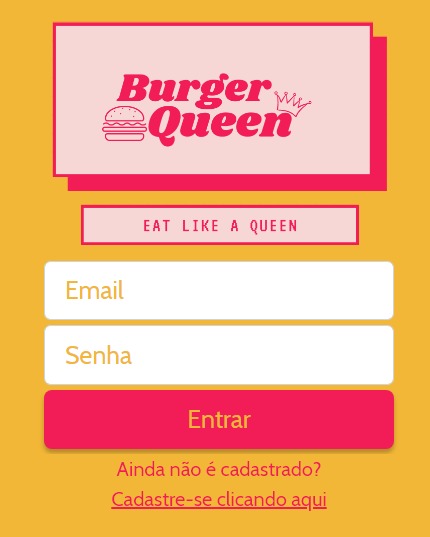 Burger
Queen
EAT LIKE A QUEEN
Email
Senha
Entrar
Ainda não é cadastrado?
Cadastre-se clicando aqui